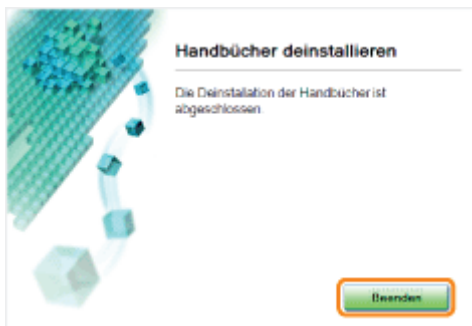 Handbücher deinstallieren
Die Deinstallation der Handbücher ist
abgeschlossen.
Beenden